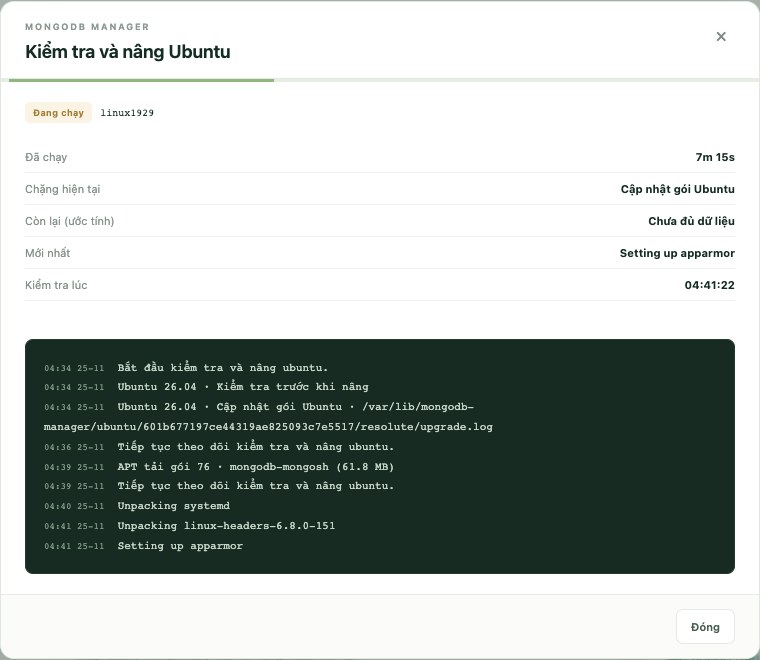 MONGODB MANAGER
Kiểm tra và nâng Ubuntu
Đang chạy linux1929
Đã chạy 7m 15s
Chặng hiện tại Cập nhật gói Ubuntu
Còn lại (ước tính) Chưa đủ dữ liệu
Mới nhất Setting up apparmor
Kiểm tra lúc 04:41:22
04:34 25-11 Bắt đầu kiểm tra và nâng ubuntu.
04:34 25-11 Ubuntu 26.04 · Kiểm tra trước khi nâng
04:34 25-11 Ubuntu 26.04 · Cập nhật gói Ubuntu · /var/lib/mongodb-
manager/ubuntu/601b677197ce44319ae825093c7e5517/resolute/upgrade.log
04:36 25-11 Tiếp tục theo dõi kiểm tra và nâng ubuntu.
04:39 25-11 APT tải gói 76 · mongodb-mongosh (61.8 MB)
04:39 25-11 Tiếp tục theo dõi kiểm tra và nâng ubuntu.
04:40 25-11 Unpacking systemd
04:41 25-11 Unpacking linux-headers-6.8.0-151
04:41 25-11 Setting up apparmor
Đóng